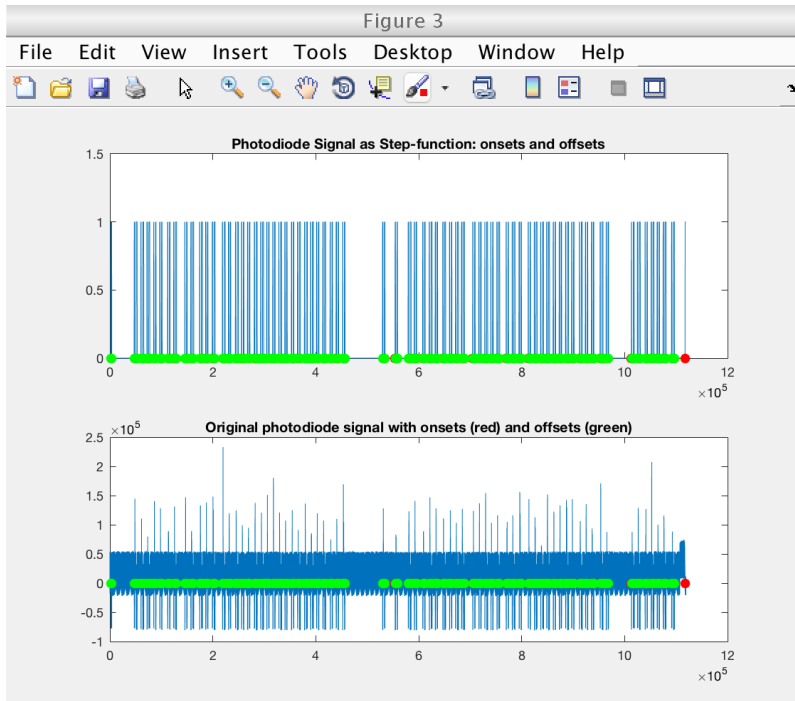 Figure 3
File Edit View Insert Tools Desktop Window Help
Photodiode Signal as Step-function: onsets and offsets
1.5
1
0.5
0
0 2 4 6 8 10 12
×10^5
Original photodiode signal with onsets (red) and offsets (green)
×10^5
2.5
2
1.5
1
0.5
0
-0.5
-1
0 2 4 6 8 10 12
×10^5